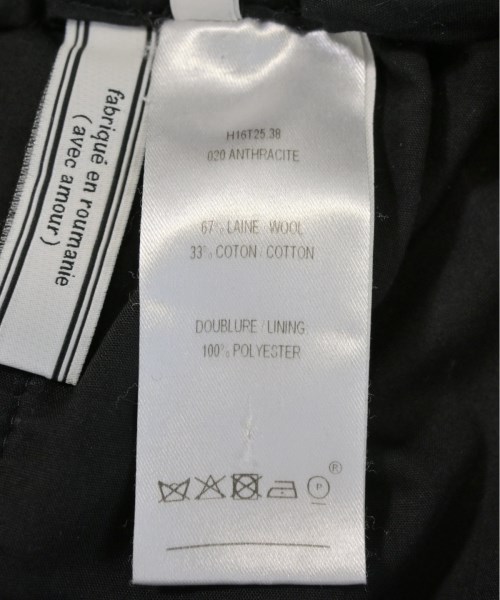 fabriqué en roumanie
( avec amour )
H16T25.38
020 ANTHRACITE
67% LAINE / WOOL
33% COTON / COTTON
DOUBLURE / LINING
100% POLYESTER
®
P